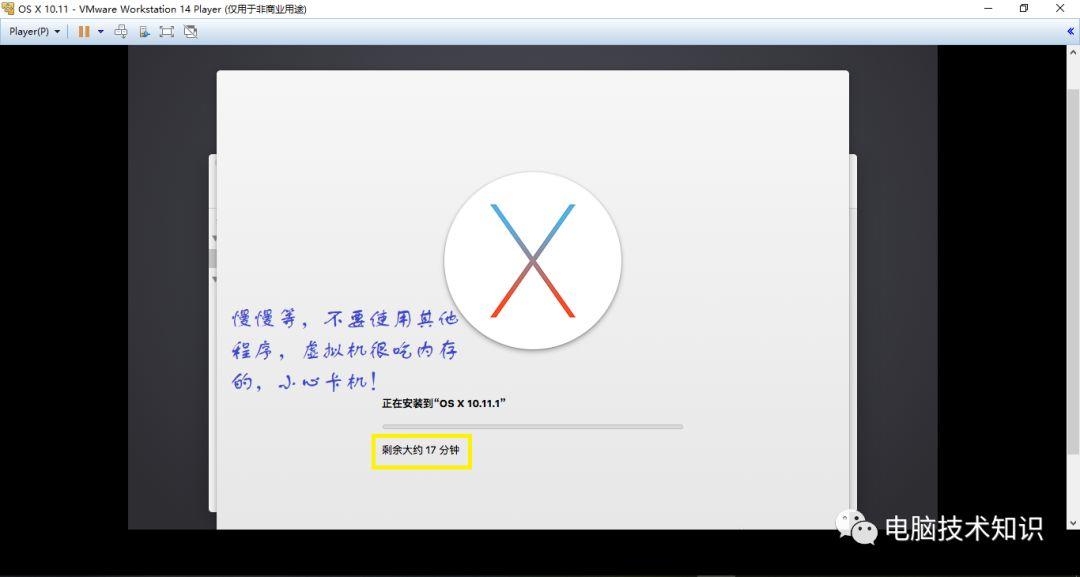 OS X 10.11 - VMware Workstation 14 Player (仅用于非商业用途)
Player(P)
慢慢等，不要使用其他
程序，虚拟机很吃内存
的，小心卡机！
正在安装到“OS X 10.11.1”
剩余大约 17 分钟
电脑技术知识